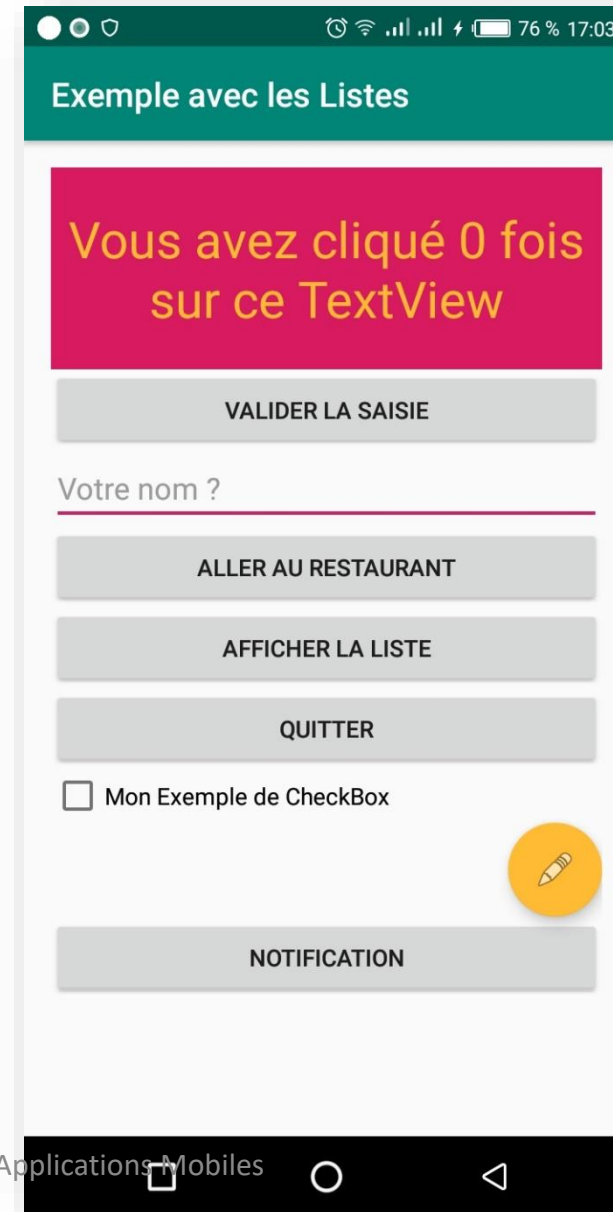 76 % 17:03
Exemple avec les Listes
Vous avez cliqué 0 fois
sur ce TextView
VALIDER LA SAISIE
Votre nom ?
ALLER AU RESTAURANT
AFFICHER LA LISTE
QUITTER
Mon Exemple de CheckBox
NOTIFICATION
Applications Mobiles